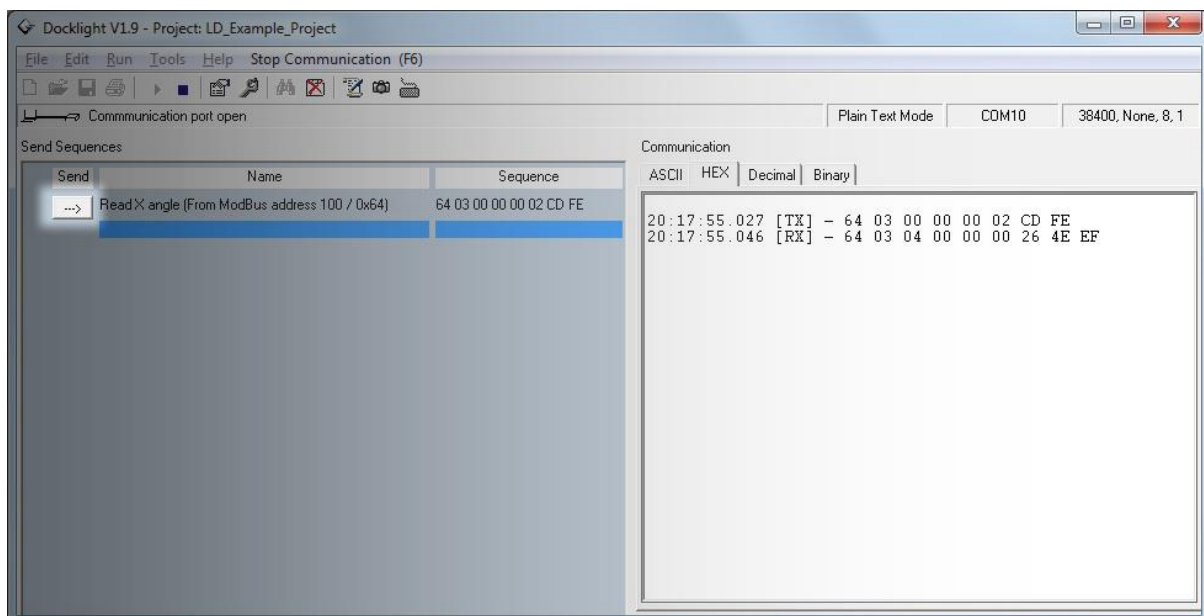 Docklight V1.9 - Project: LD_Example_Project
File Edit Run Tools Help Stop Communication (F6)
Commmunication port open Plain Text Mode COM10 38400, None, 8, 1
Send Sequences
Send Name Sequence
---> Read X angle (From ModBus address 100 / 0x64) 64 03 00 00 00 02 CD FE
Communication
ASCII HEX Decimal Binary
20:17:55.027 [TX] - 64 03 00 00 00 02 CD FE
20:17:55.046 [RX] - 64 03 04 00 00 00 26 4E EF